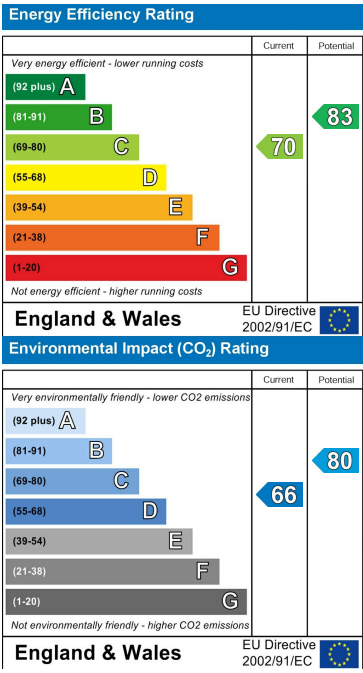 Energy Efficiency Rating
Current Potential
Very energy efficient - lower running costs
(92 plus) A
(81-91) B
83
(69-80) C
70
(55-68) D
(39-54) E
(21-38) F
(1-20) G
Not energy efficient - higher running costs
England & Wales
EU Directive
2002/91/EC
Environmental Impact (CO₂) Rating
Current Potential
Very environmentally friendly - lower CO2 emissions
(92 plus) A
(81-91) B
80
(69-80) C
66
(55-68) D
(39-54) E
(21-38) F
(1-20) G
Not environmentally friendly - higher CO2 emissions
England & Wales
EU Directive
2002/91/EC